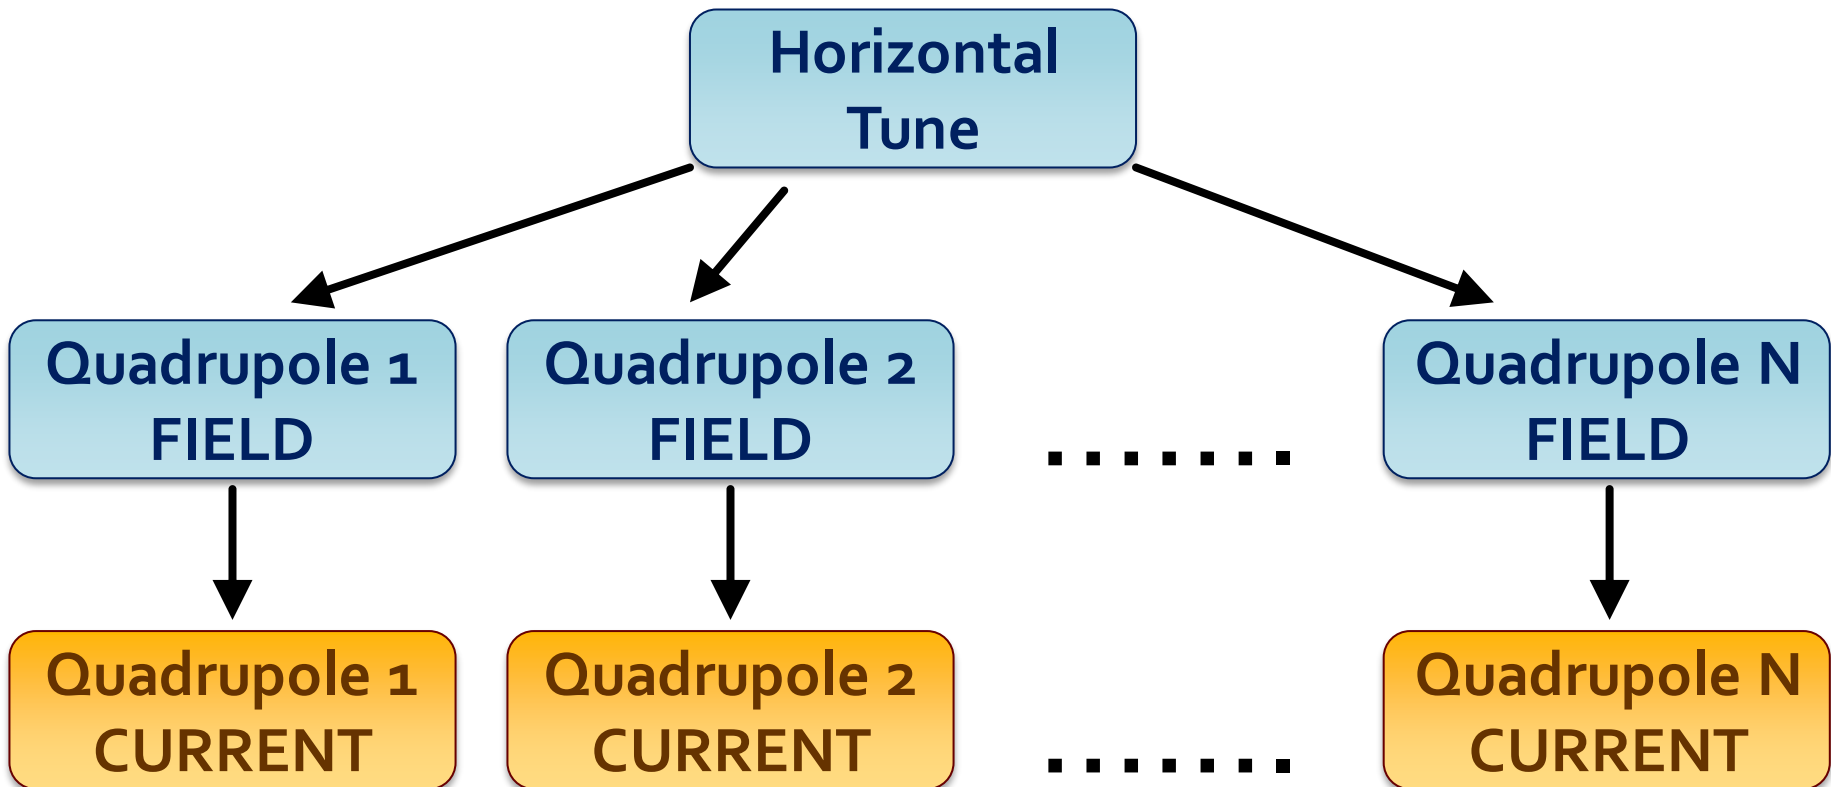 Horizontal
Tune
Quadrupole 1
FIELD
Quadrupole 2
FIELD
.......
Quadrupole N
FIELD
Quadrupole 1
CURRENT
Quadrupole 2
CURRENT
.......
Quadrupole N
CURRENT